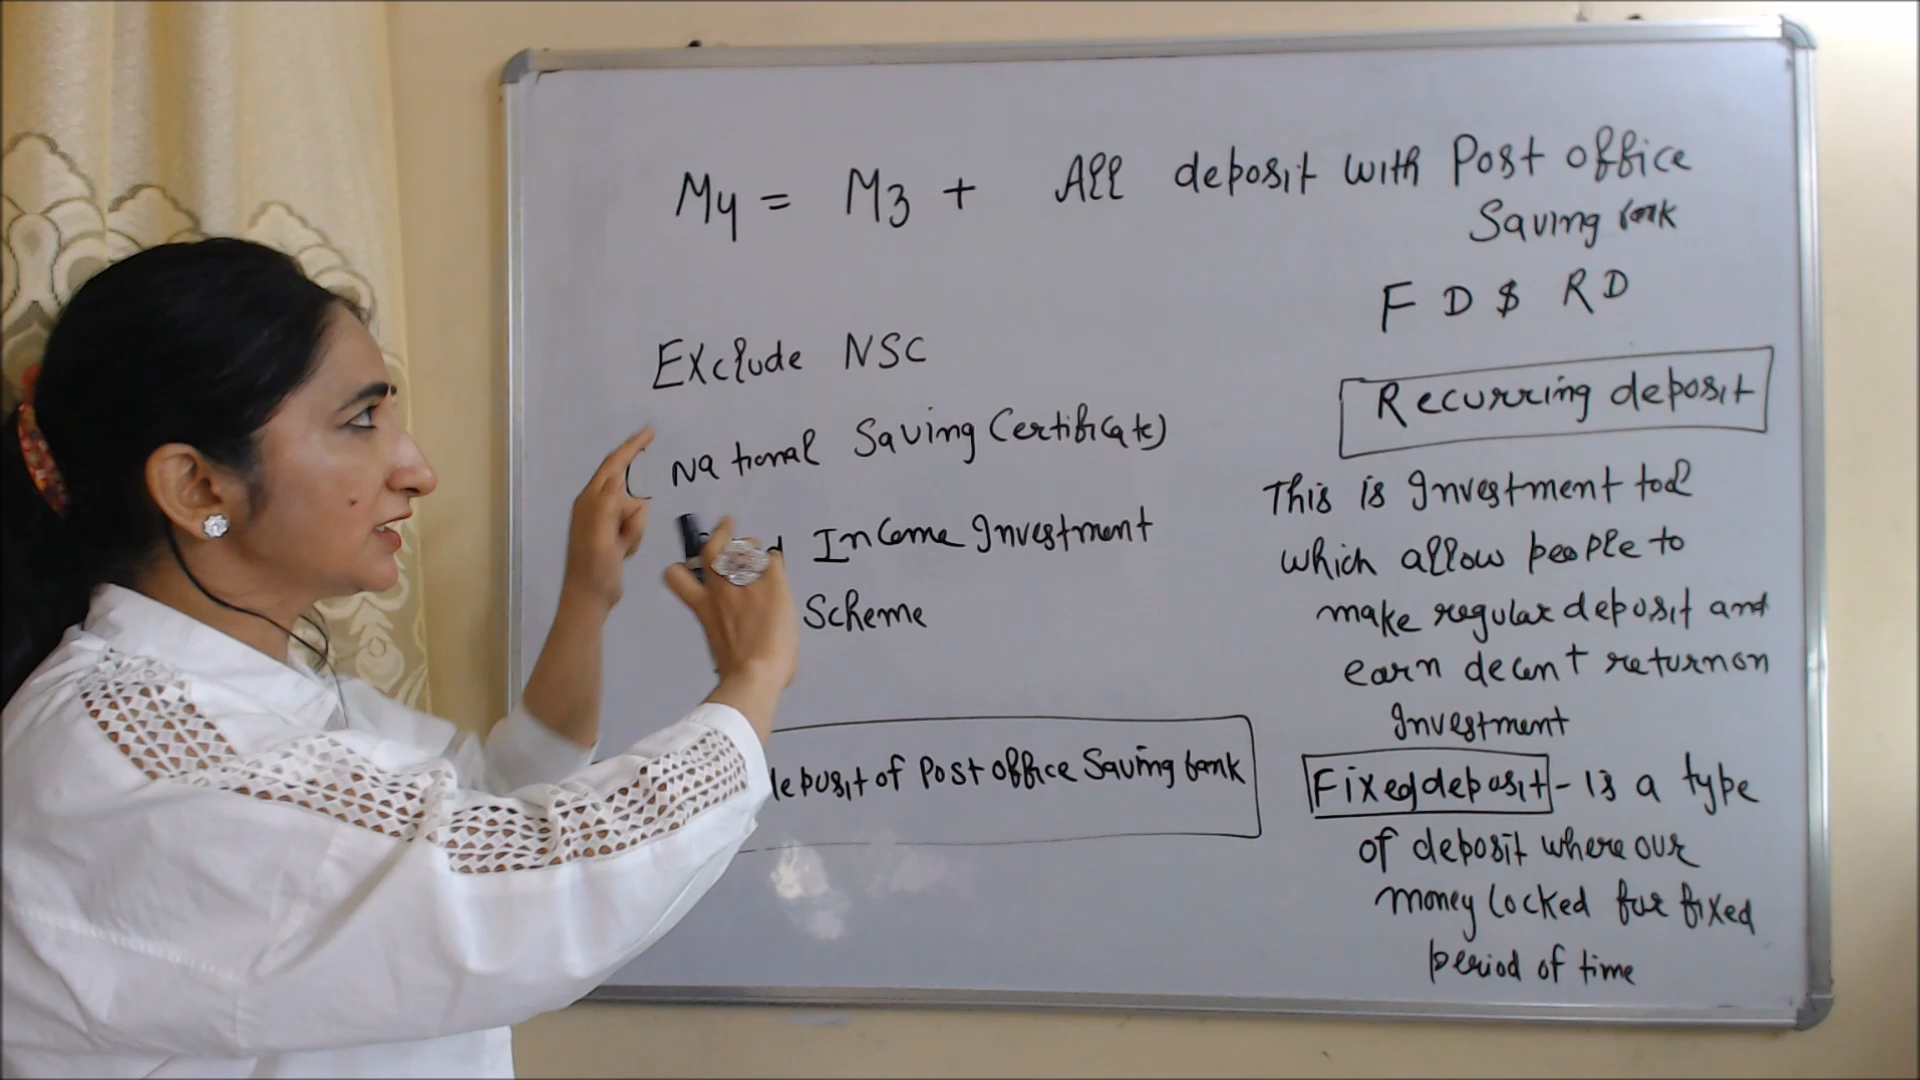 M4 = M3 + All deposit with Post office
Saving bank
F D $ R D
Exclude NSC
(National Saving Certificate)
Income Investment
Scheme
deposit of Post office Saving bank
Recurring deposit
This is Investment tool
which allow people to
make regular deposit and
earn decent return on
Investment
Fixed deposit - is a type
of deposit where our
money locked for fixed
period of time